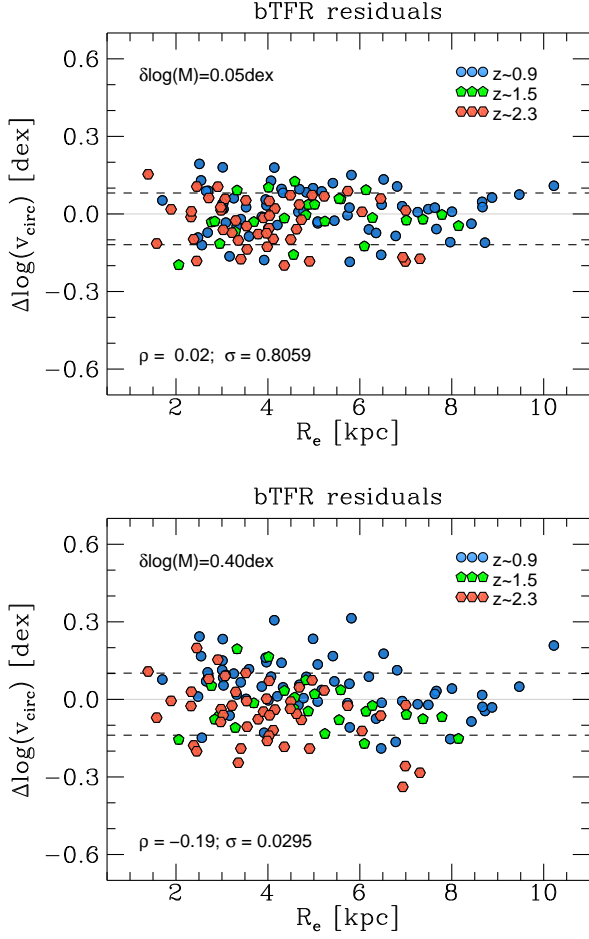 bTFR residuals
δlog(M)=0.05dex
z~0.9
z~1.5
z~2.3
0.6
0.3
0.0
−0.3
−0.6
Δlog(v_circ) [dex]
ρ = 0.02; σ = 0.8059
2 4 6 8 10
R_e [kpc]
bTFR residuals
δlog(M)=0.40dex
z~0.9
z~1.5
z~2.3
0.6
0.3
0.0
−0.3
−0.6
Δlog(v_circ) [dex]
ρ = −0.19; σ = 0.0295
2 4 6 8 10
R_e [kpc]